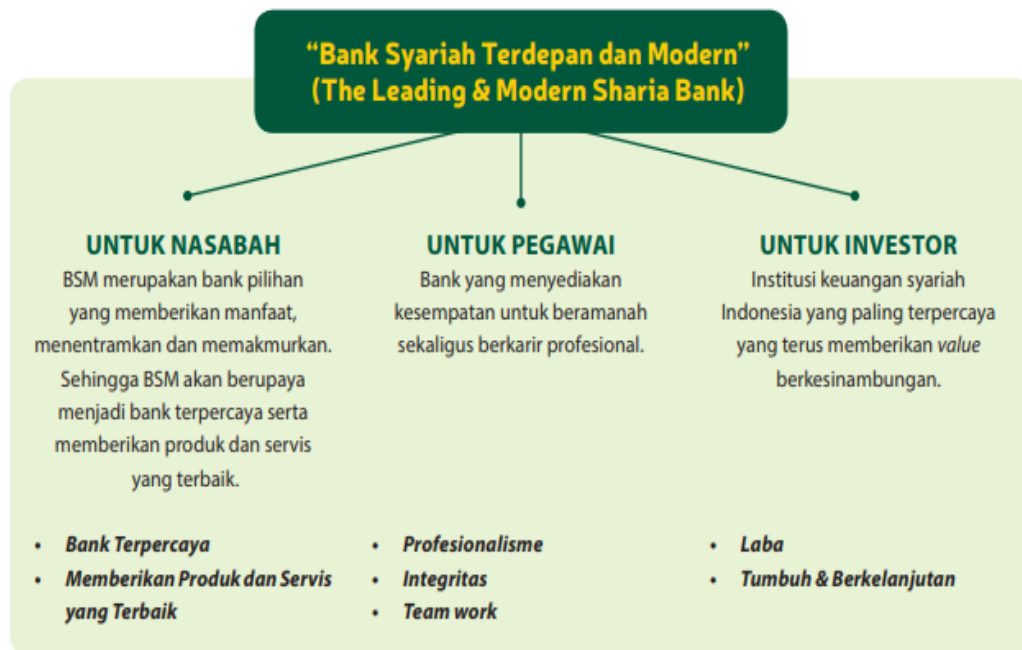 “Bank Syariah Terdepan dan Modern”
(The Leading & Modern Sharia Bank)
UNTUK NASABAH
BSM merupakan bank pilihan
yang memberikan manfaat,
menentramkan dan memakmurkan.
Sehingga BSM akan berupaya
menjadi bank terpercaya serta
memberikan produk dan servis
yang terbaik.
• Bank Terpercaya
• Memberikan Produk dan Servis
yang Terbaik
UNTUK PEGAWAI
Bank yang menyediakan
kesempatan untuk beramanah
sekaligus berkarir profesional.
• Profesionalisme
• Integritas
• Team work
UNTUK INVESTOR
Institusi keuangan syariah
Indonesia yang paling terpercaya
yang terus memberikan value
berkesinambungan.
• Laba
• Tumbuh & Berkelanjutan